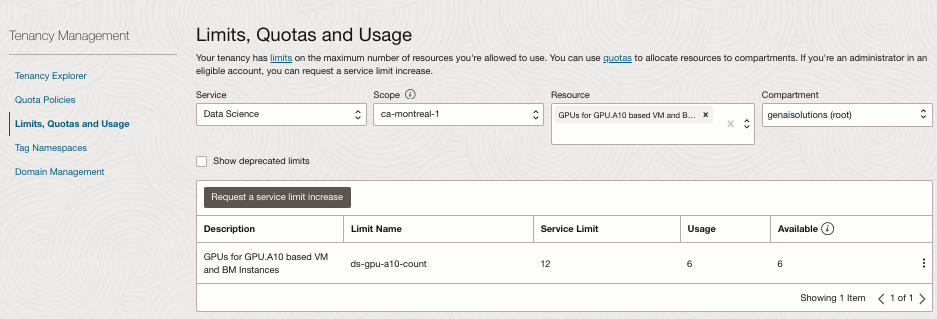 Tenancy Management
Tenancy Explorer
Quota Policies
Limits, Quotas and Usage
Tag Namespaces
Domain Management
Limits, Quotas and Usage
Your tenancy has limits on the maximum number of resources you're allowed to use. You can use quotas to allocate resources to compartments. If you're an administrator in an
eligible account, you can request a service limit increase.
Service Scope i Resource Compartment
Data Science ca-montreal-1 GPUs for GPU.A10 based VM and B... × genaisolutions (root)
Show deprecated limits
Request a service limit increase
Description Limit Name Service Limit Usage Available i
GPUs for GPU.A10 based VM
and BM Instances ds-gpu-a10-count 12 6 6
Showing 1 Item < 1 of 1 >